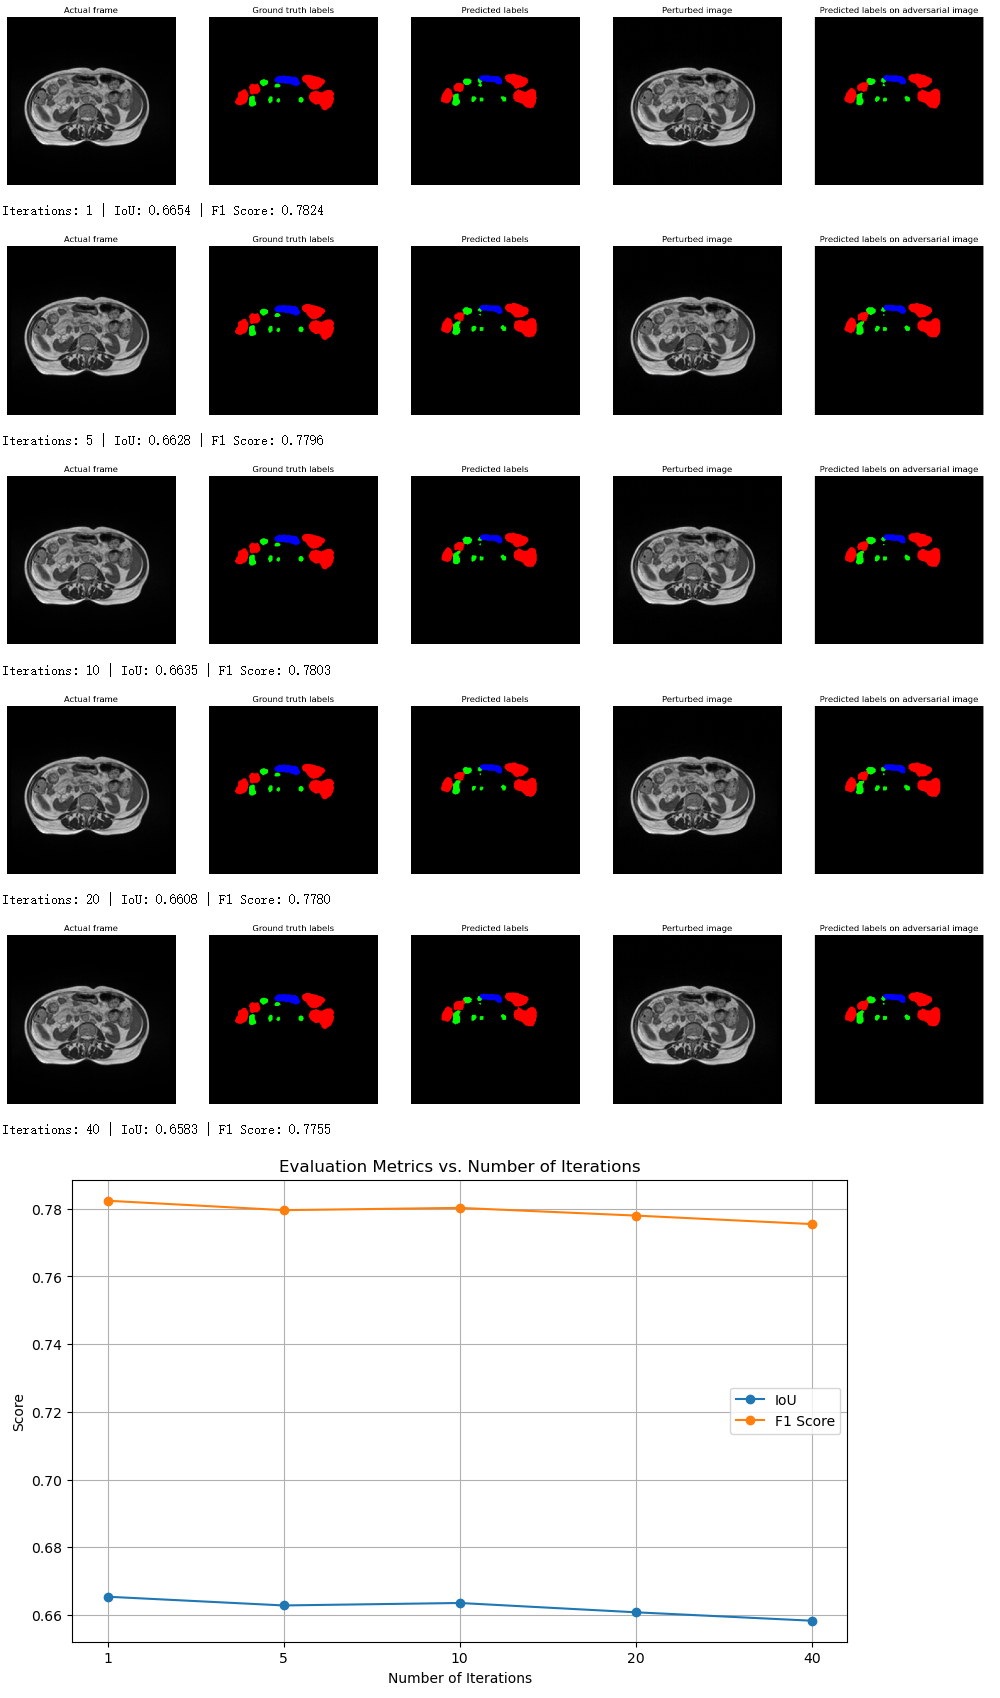 Actual frame Ground truth labels Predicted labels Perturbed image Predicted labels on adversarial image
Iterations: 1 | IoU: 0.6654 | F1 Score: 0.7824
Actual frame Ground truth labels Predicted labels Perturbed image Predicted labels on adversarial image
Iterations: 5 | IoU: 0.6628 | F1 Score: 0.7796
Actual frame Ground truth labels Predicted labels Perturbed image Predicted labels on adversarial image
Iterations: 10 | IoU: 0.6635 | F1 Score: 0.7803
Actual frame Ground truth labels Predicted labels Perturbed image Predicted labels on adversarial image
Iterations: 20 | IoU: 0.6608 | F1 Score: 0.7780
Actual frame Ground truth labels Predicted labels Perturbed image Predicted labels on adversarial image
Iterations: 40 | IoU: 0.6583 | F1 Score: 0.7755
Evaluation Metrics vs. Number of Iterations
0.78
0.76
0.74
0.72
0.70
0.68
0.66
Score
IoU
F1 Score
1 5 10 20 40
Number of Iterations